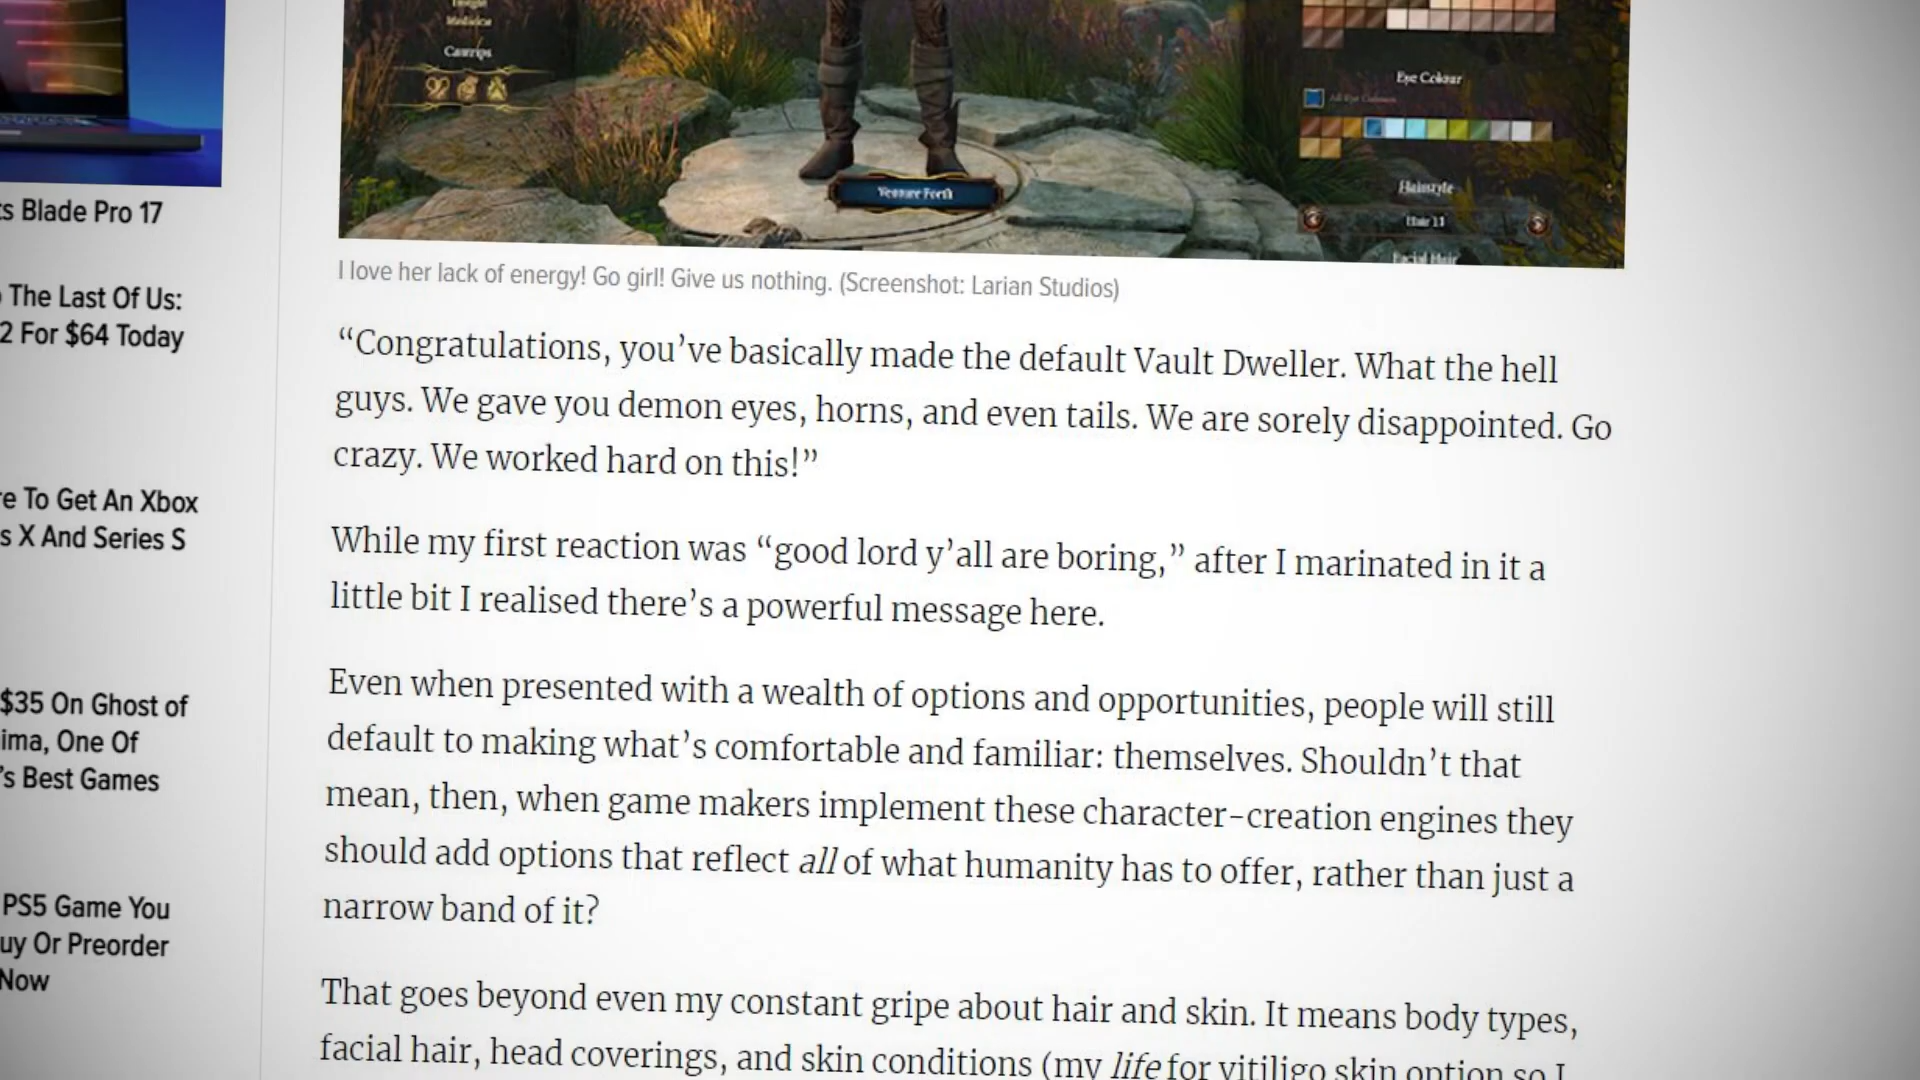 Cantrips
Eye Colour
All Eye Colours
Venture Forth
Hairstyle
Hair 11
Facial Hair
s Blade Pro 17
The Last Of Us:
2 For $64 Today
re To Get An Xbox
s X And Series S
$35 On Ghost of
ima, One Of
's Best Games
PS5 Game You
uy Or Preorder
Now
I love her lack of energy! Go girl! Give us nothing. (Screenshot: Larian Studios)
“Congratulations, you’ve basically made the default Vault Dweller. What the hell
guys. We gave you demon eyes, horns, and even tails. We are sorely disappointed. Go
crazy. We worked hard on this!”
While my first reaction was “good lord y’all are boring,” after I marinated in it a
little bit I realised there’s a powerful message here.
Even when presented with a wealth of options and opportunities, people will still
default to making what’s comfortable and familiar: themselves. Shouldn’t that
mean, then, when game makers implement these character-creation engines they
should add options that reflect all of what humanity has to offer, rather than just a
narrow band of it?
That goes beyond even my constant gripe about hair and skin. It means body types,
facial hair, head coverings, and skin conditions (my life for vitiligo skin option so I